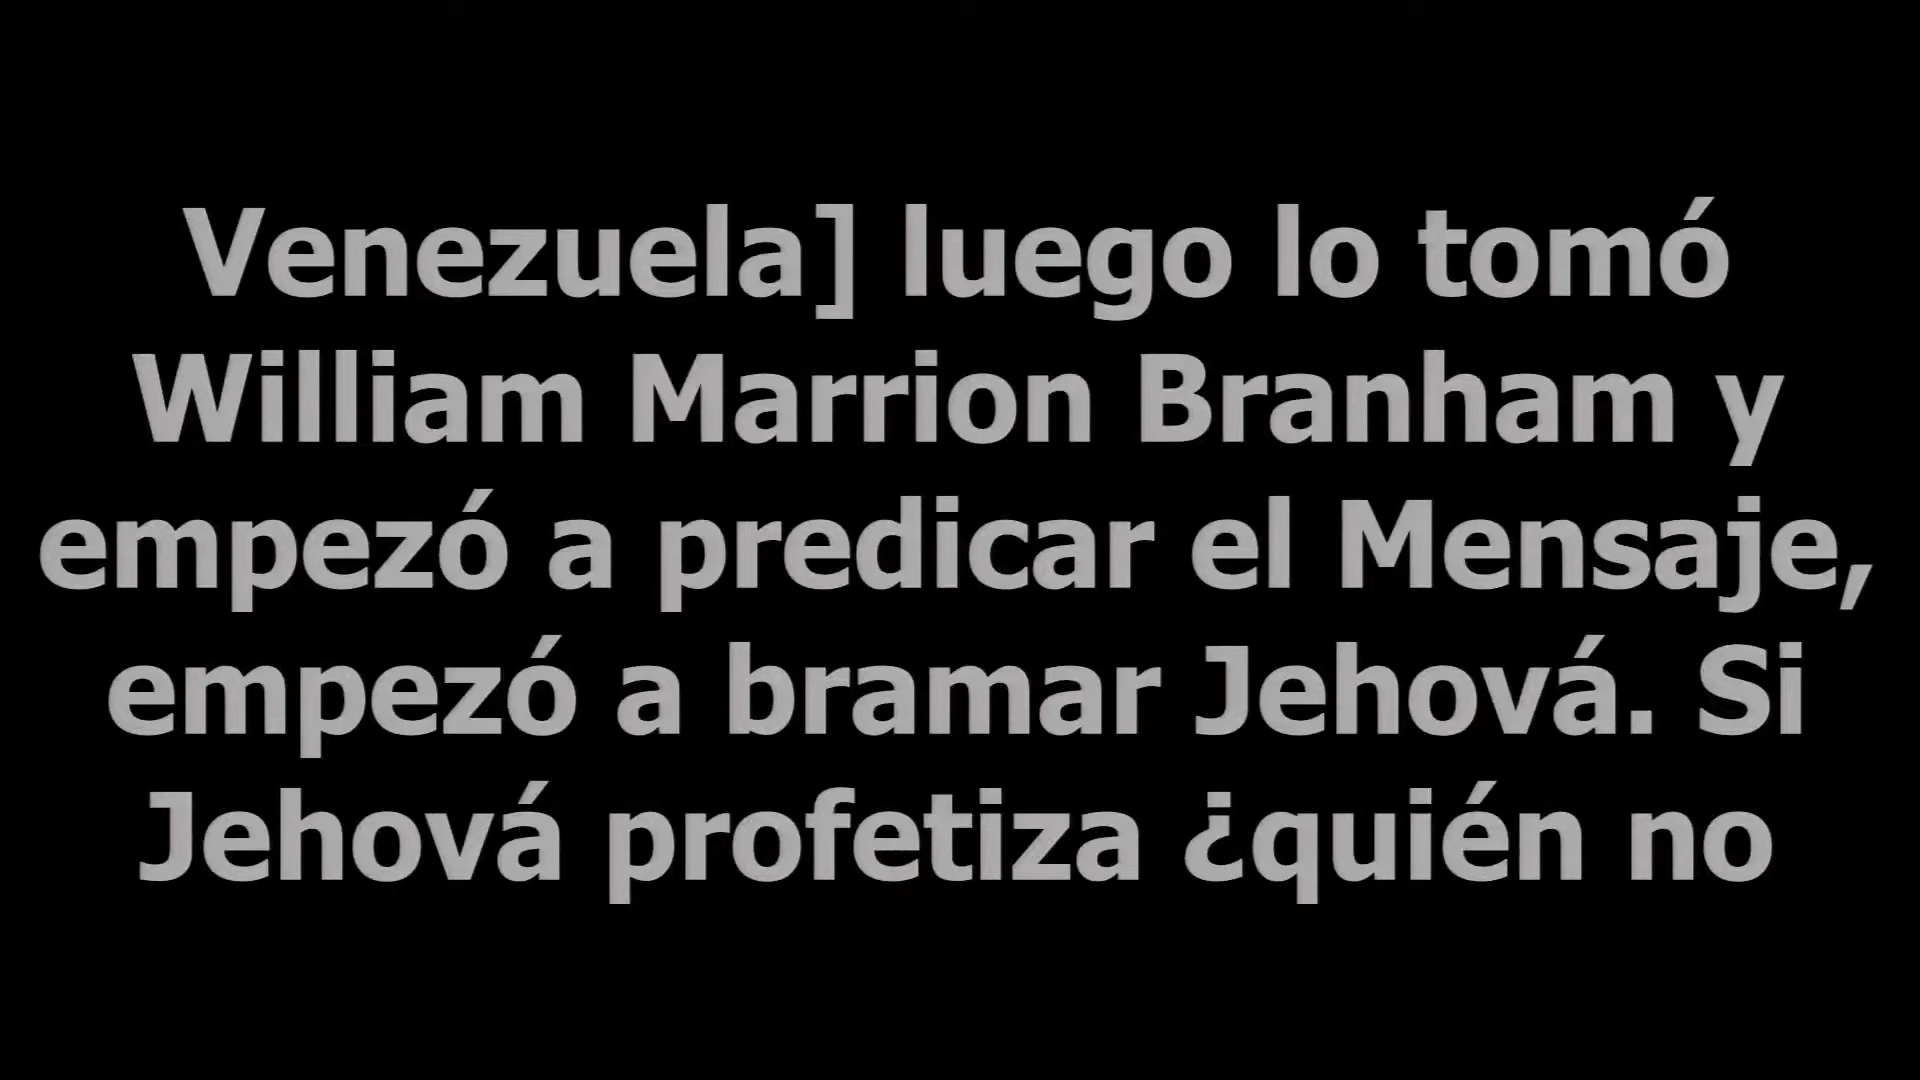 Venezuela] luego lo tomó
William Marrion Branham y
empezó a predicar el Mensaje,
empezó a bramar Jehová. Si
Jehová profetiza ¿quién no